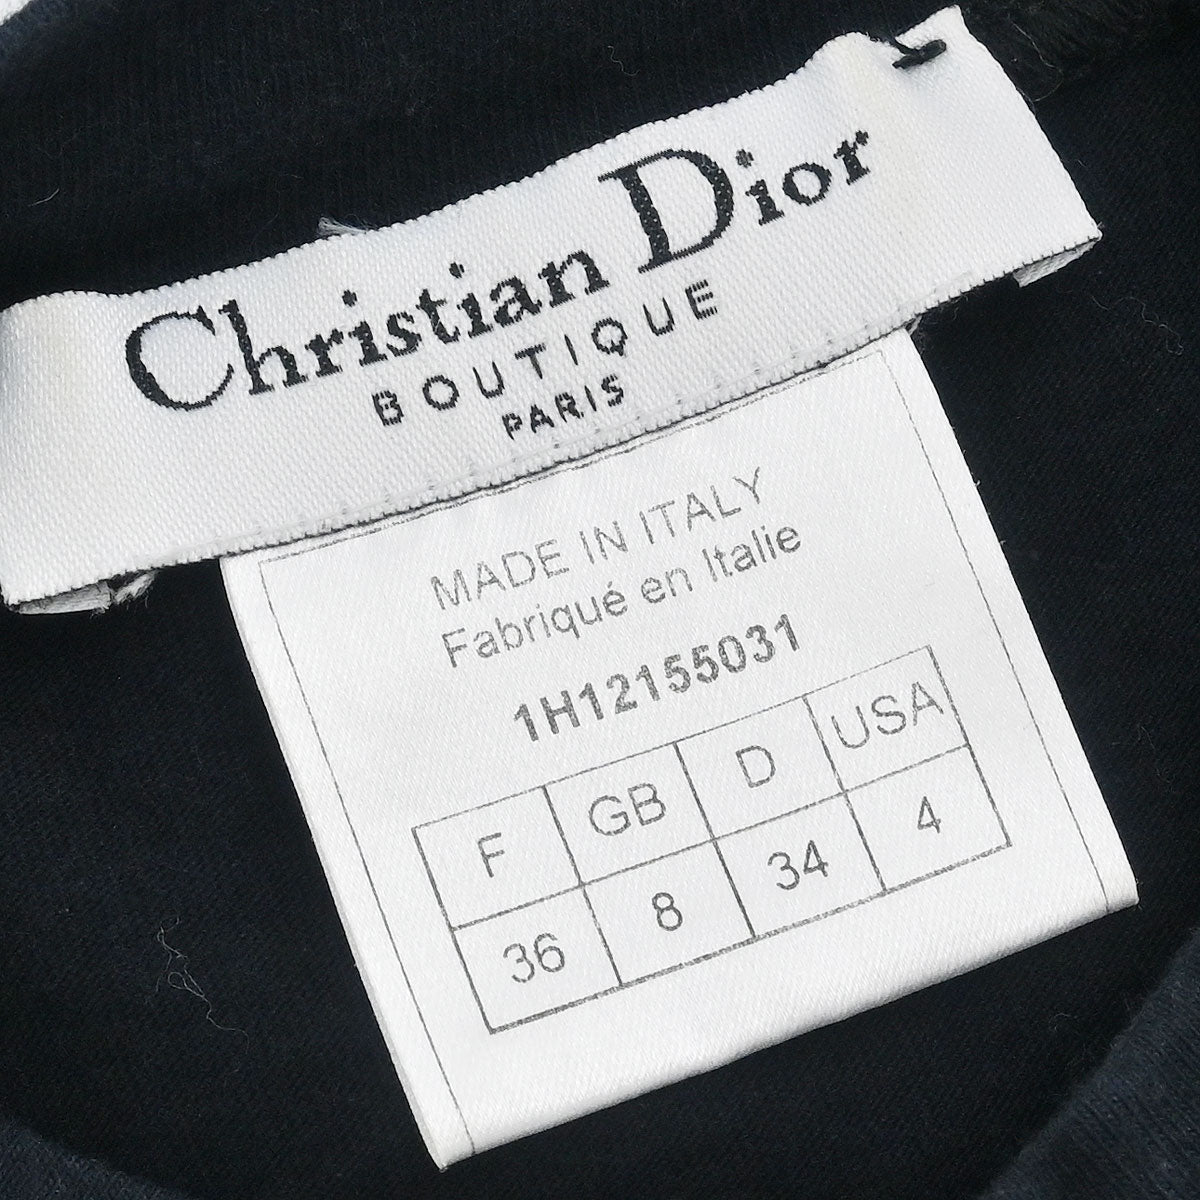 Christian Dior
BOUTIQUE
PARIS
MADE IN ITALY
Fabriqué en Italie
1H12155031
F GB D USA
36 8 34 4